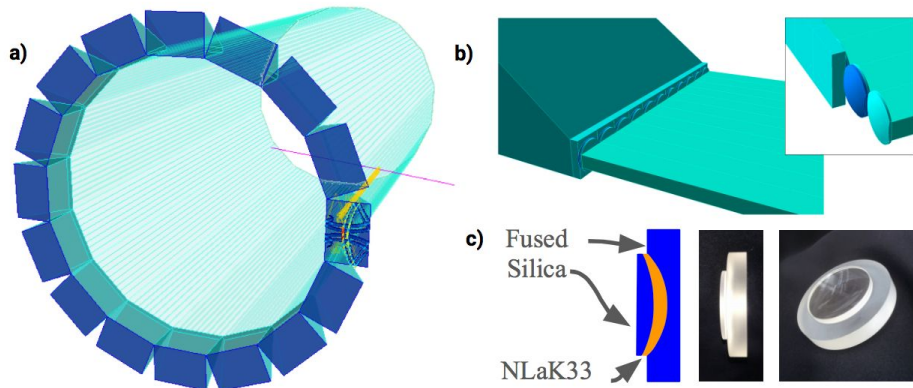 a)
b)
c)
Fused
Silica
NLaK33